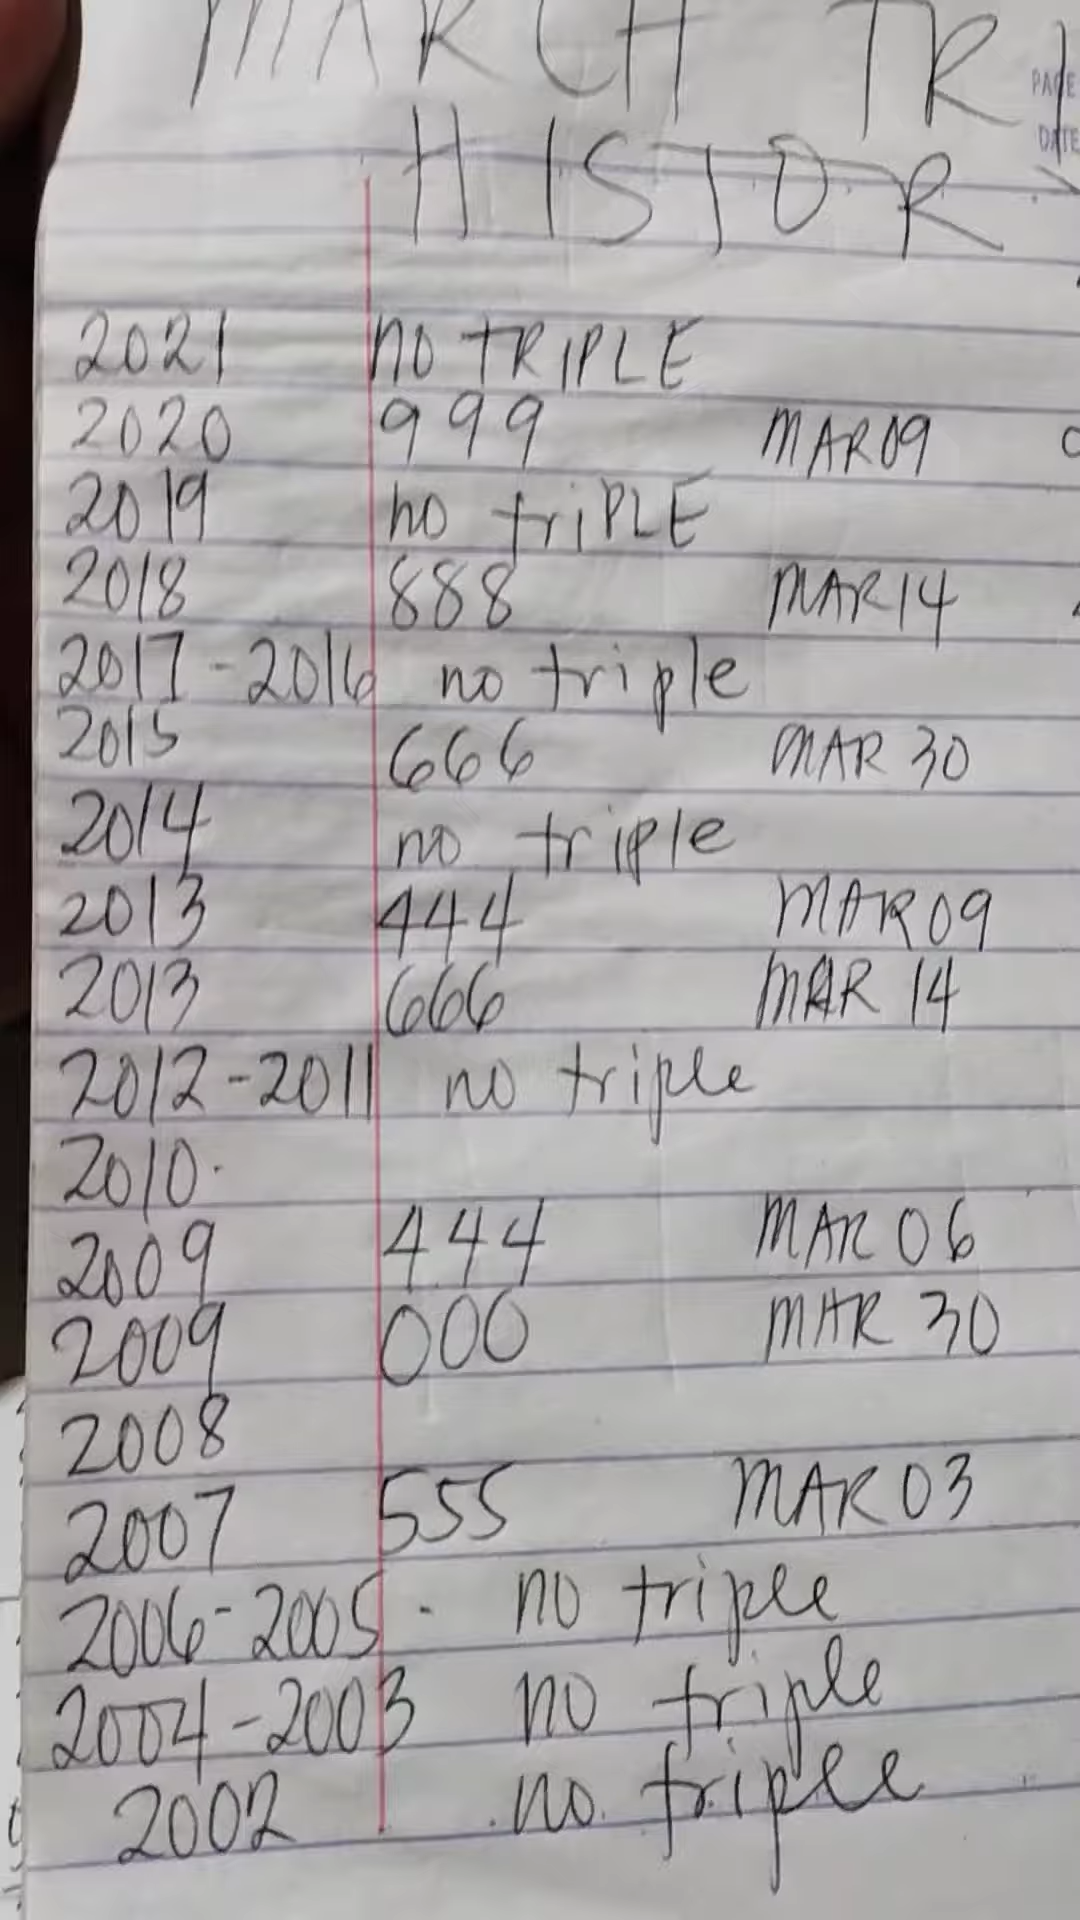 MARCH TRI
PAGE
DATE
HISTOR
2021 no TRIPLE
2020 999 MAR09
2019 no triPLE
2018 888 MAR14
2017-2016 no triple
2015 666 MAR 30
2014 no triple
2013 444 MAR09
2013 666 MAR 14
2012-2011 no triple
2010.
2009 444 MAR 06
2009 000 MAR 30
2008
2007 555 MAR 03
2006-2005. no triple
2004-2003 no triple
2002 .no. triple